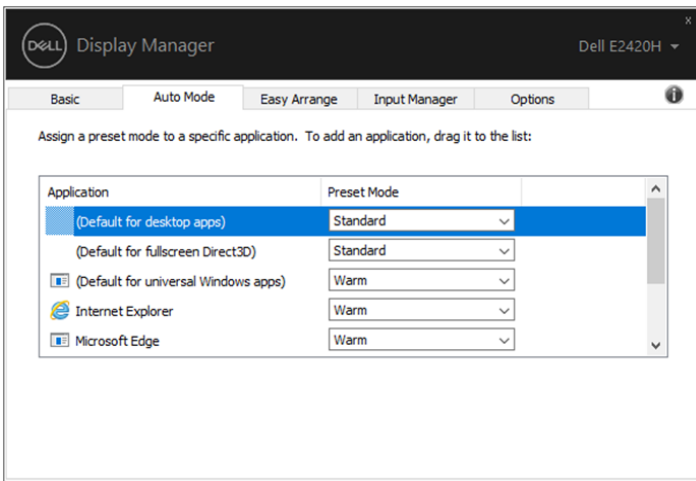 x
DELL Display Manager Dell E2420H
Basic Auto Mode Easy Arrange Input Manager Options i
Assign a preset mode to a specific application. To add an application, drag it to the list:
Application Preset Mode
(Default for desktop apps) Standard
(Default for fullscreen Direct3D) Standard
(Default for universal Windows apps) Warm
Internet Explorer Warm
Microsoft Edge Warm